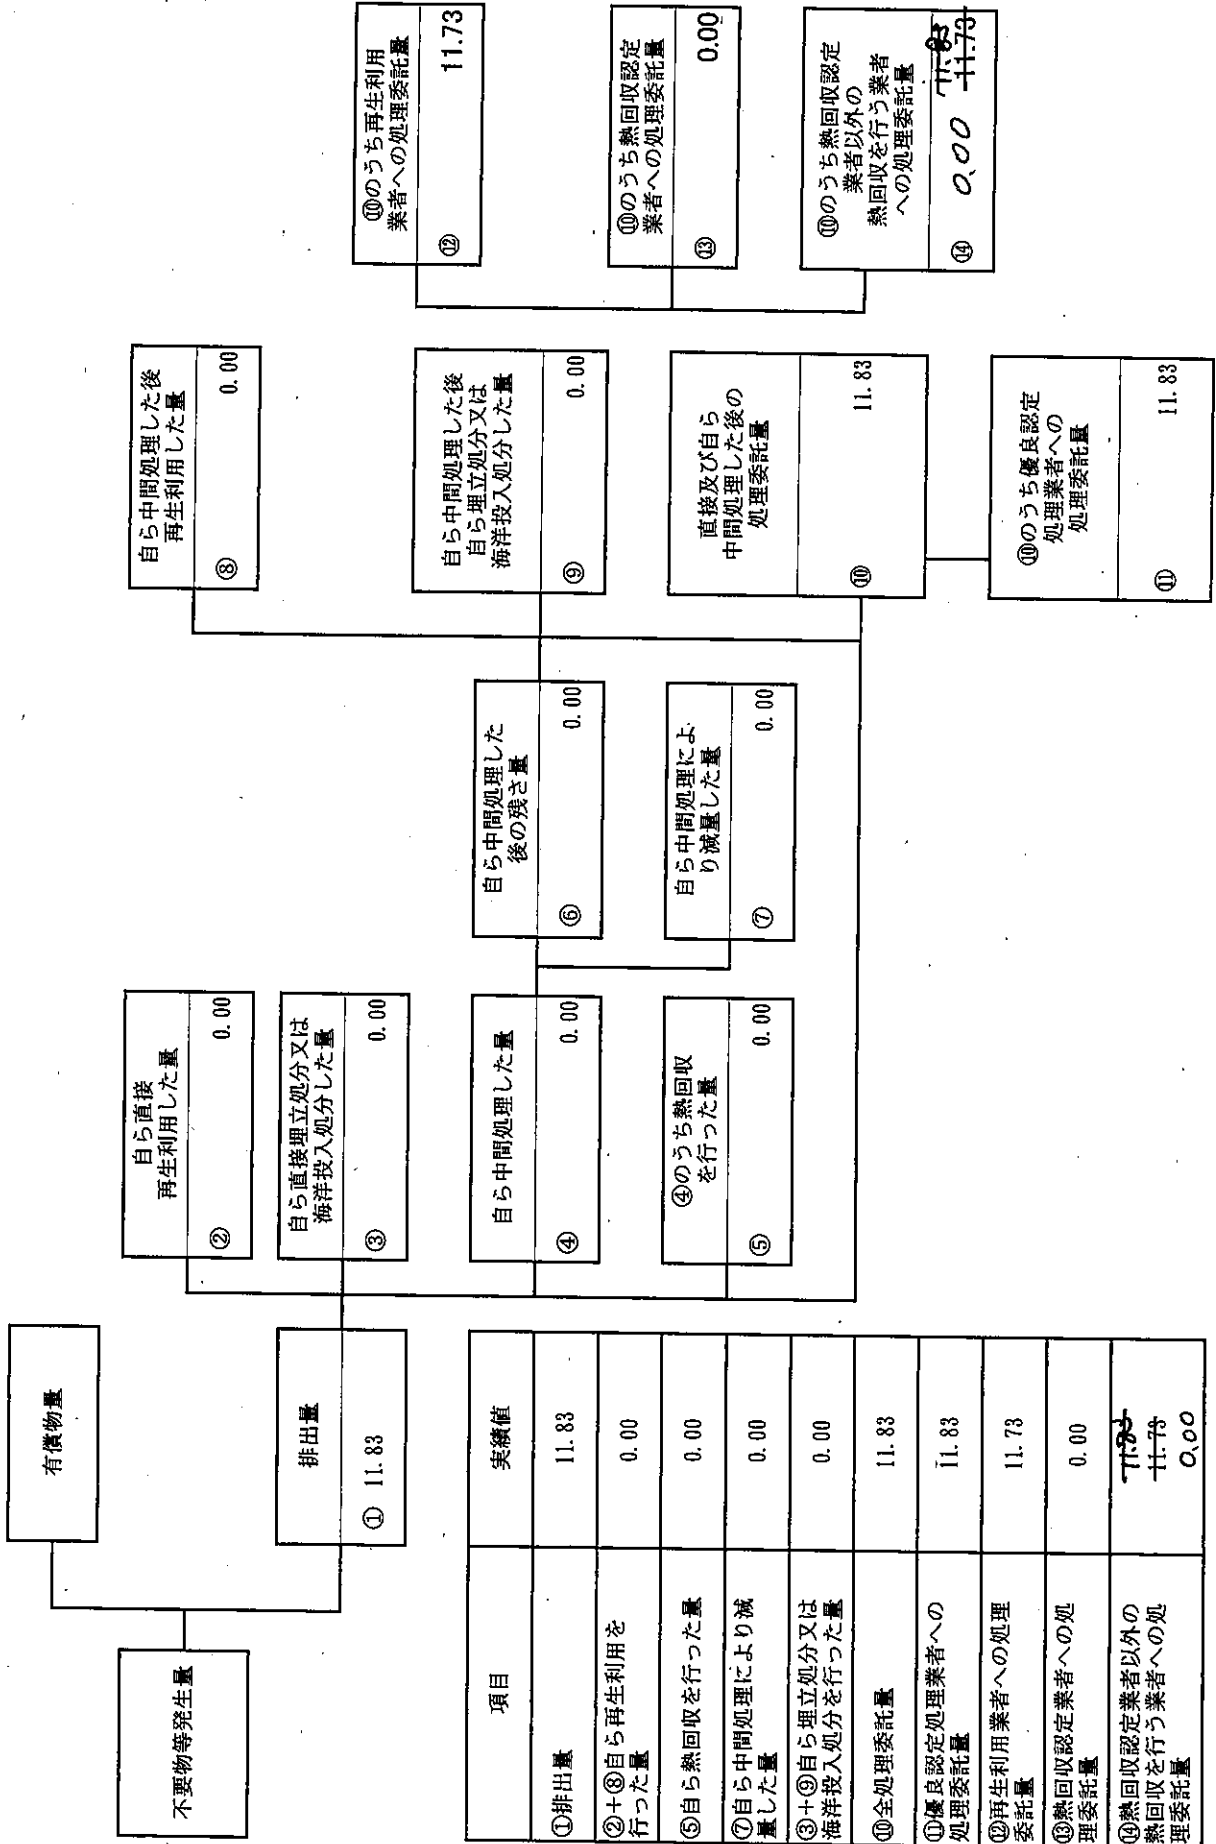 不要物等発生量
有償物量
排出量
① 11.83
自ら直接
再生利用した量
② 0.00
自ら直接埋立処分又は
海洋投入処分した量
③ 0.00
自ら中間処理した量
④ 0.00
④のうち熱回収
を行った量
⑤ 0.00
自ら中間処理した
後の残さ量
⑥ 0.00
自ら中間処理によ
り減量した量
⑦ 0.00
自ら中間処理した後
再生利用した量
⑧ 0.00
自ら中間処理した後
自ら埋立処分又は
海洋投入処分した量
⑨ 0.00
直接及び自ら
中間処理した後の
処理委託量
⑩ 11.83
⑩のうち優良認定
処理業者への
処理委託量
⑪ 11.83
⑩のうち再生利用
業者への処理委託量
⑫ 11.73
⑩のうち熱回収認定
業者への処理委託量
⑬ 0.00
⑩のうち熱回収認定
業者以外の
熱回収を行う業者
への処理委託量
11.83
⑭ 0.00 11.73
項目 実績値
①排出量 11.83
②+⑧自ら再生利用を
行った量 0.00
⑤自ら熱回収を行った量 0.00
⑦自ら中間処理により減
量した量 0.00
③+⑨自ら埋立処分又は
海洋投入処分を行った量 0.00
⑩全処理委託量 11.83
⑪優良認定処理業者への
処理委託量 11.83
⑫再生利用業者への処理
委託量 11.73
⑬熱回収認定業者への処
理委託量 0.00
⑭熱回収認定業者以外の
熱回収を行う業者への処
理委託量
11.83
11.73
0.00